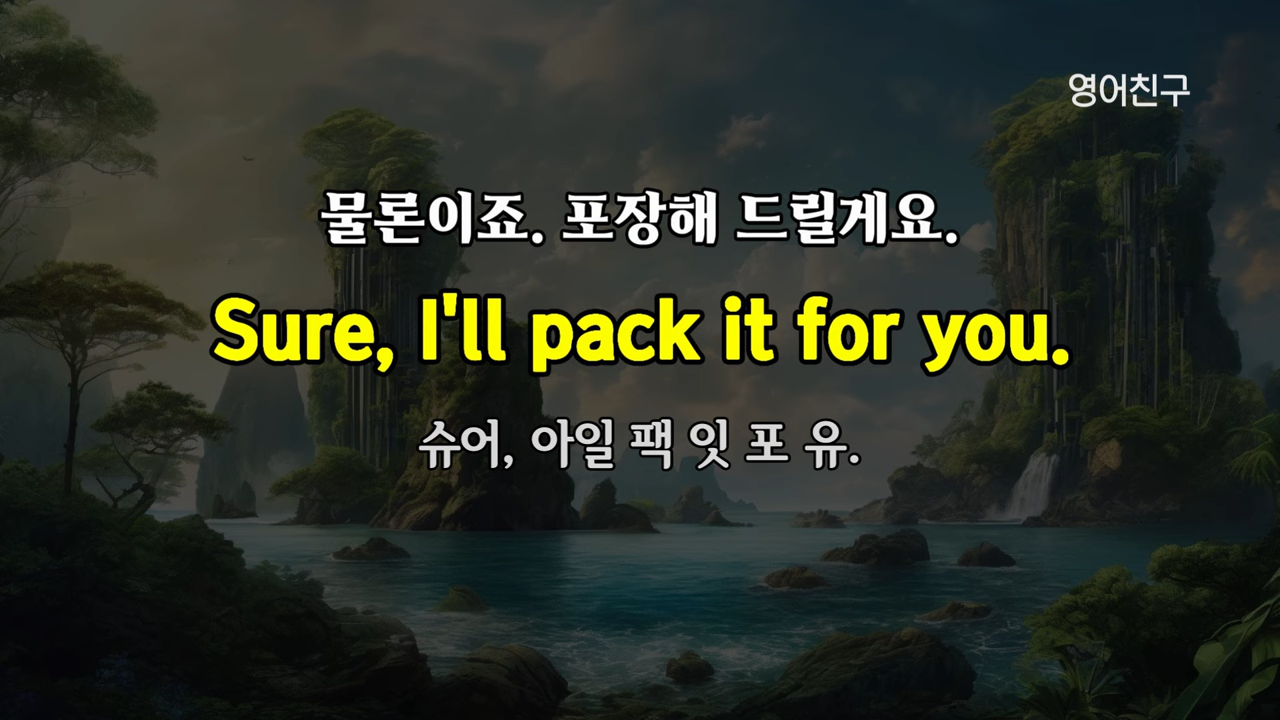 영어친구
물론이죠. 포장해 드릴게요.
Sure, I'll pack it for you.
슈어, 아일 팩 잇 포 유.